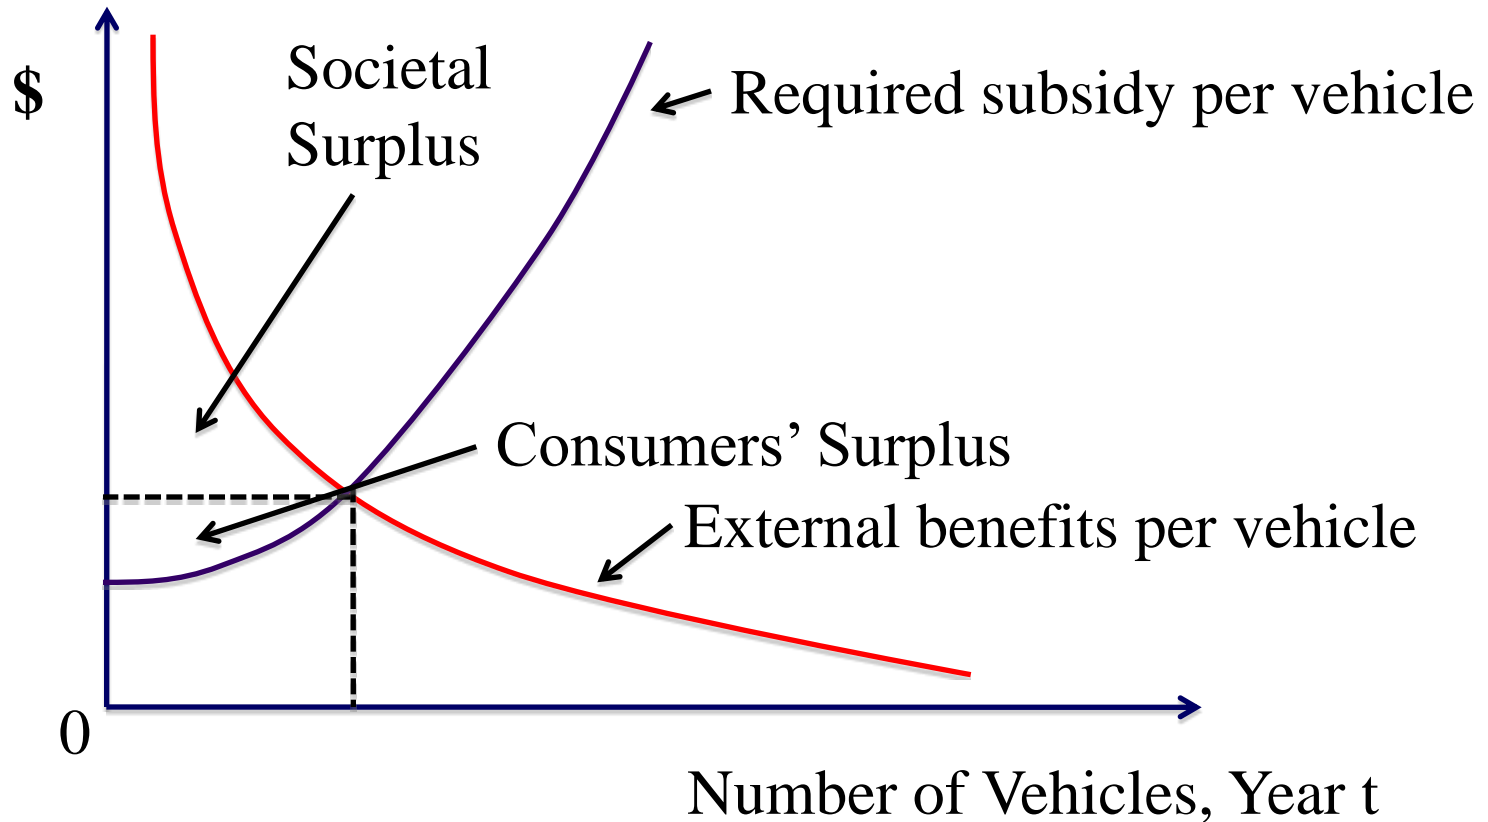 $
Societal
Surplus
Required subsidy per vehicle
Consumers’ Surplus
External benefits per vehicle
0
Number of Vehicles, Year t